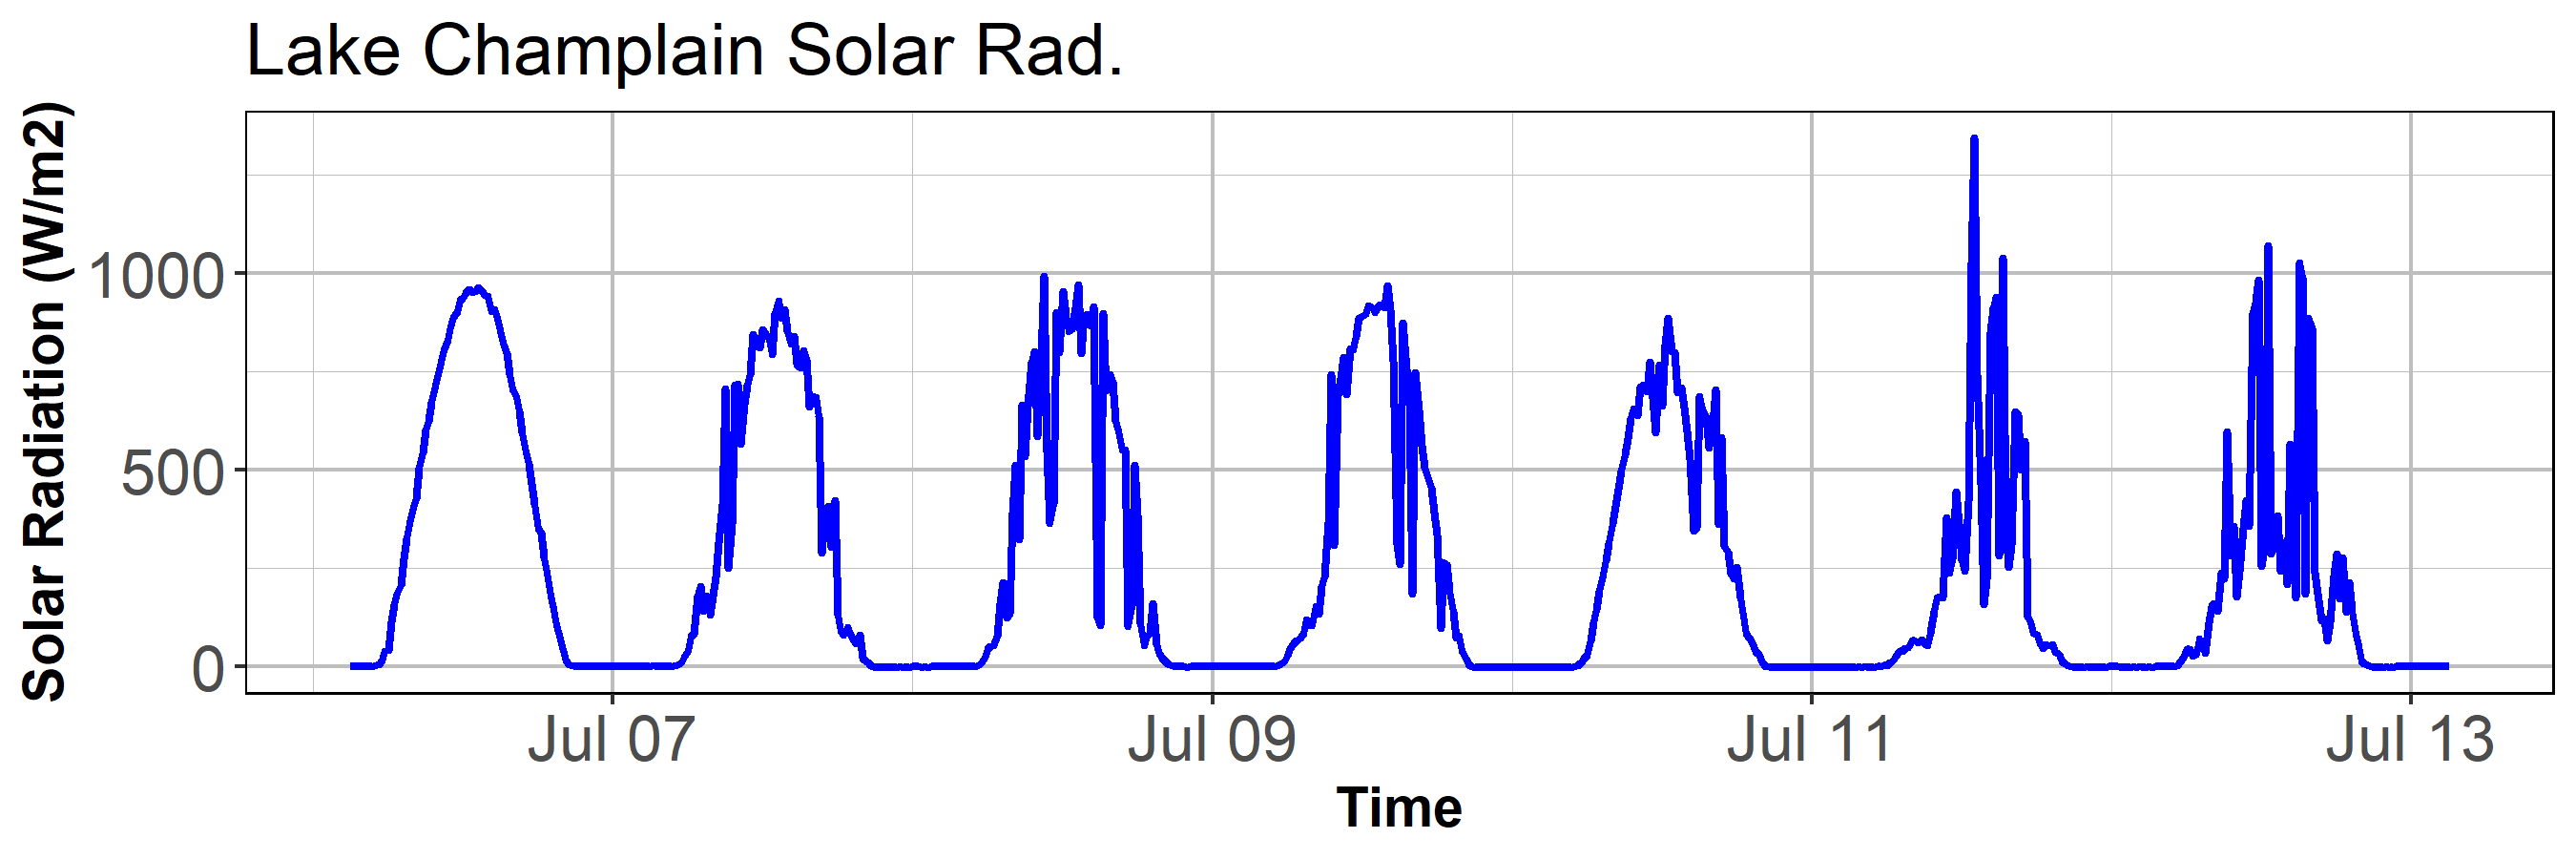 Lake Champlain Solar Rad.
Solar Radiation (W/m2)
1000
500
0
Jul 07 Jul 09 Jul 11 Jul 13
Time